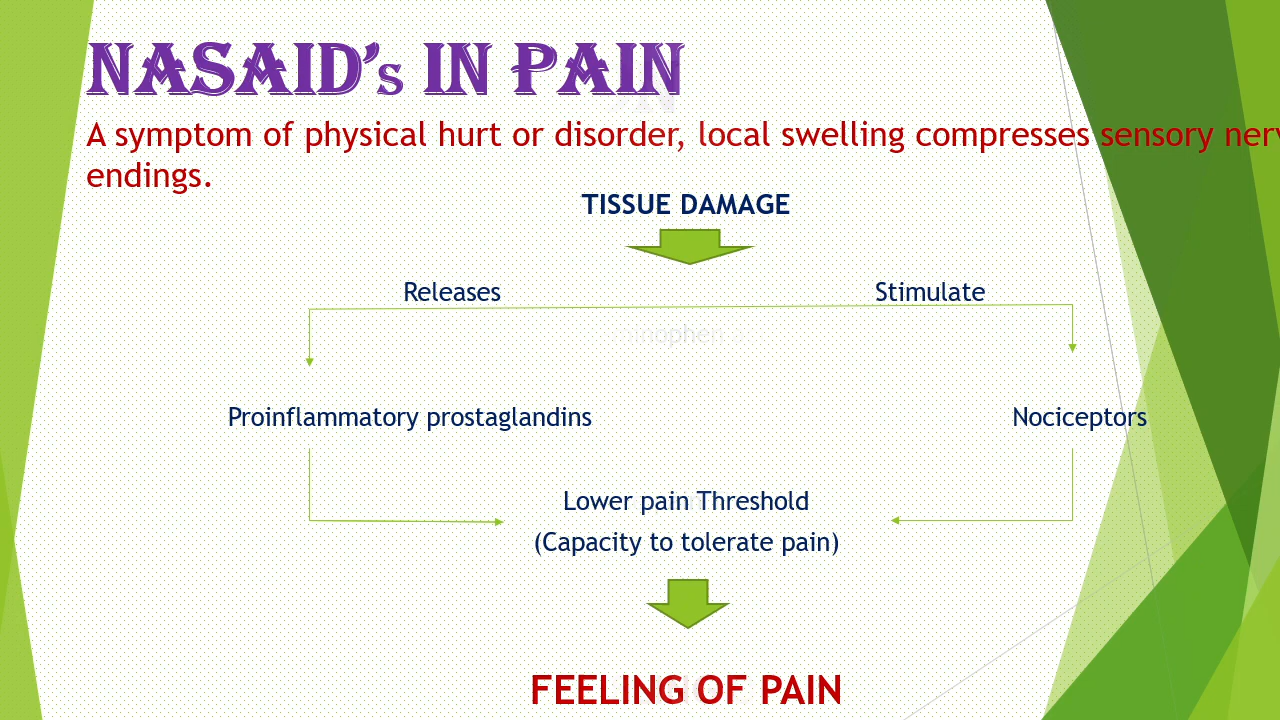 NASAID's IN PAIN
A symptom of physical hurt or disorder, local swelling compresses sensory
endings.
TISSUE DAMAGE
Releases
Stimulate
Proinflammatory prostaglandins
Nociceptors
Lower pain Threshold
(Capacity to tolerate pain)
FEELING OF PAIN